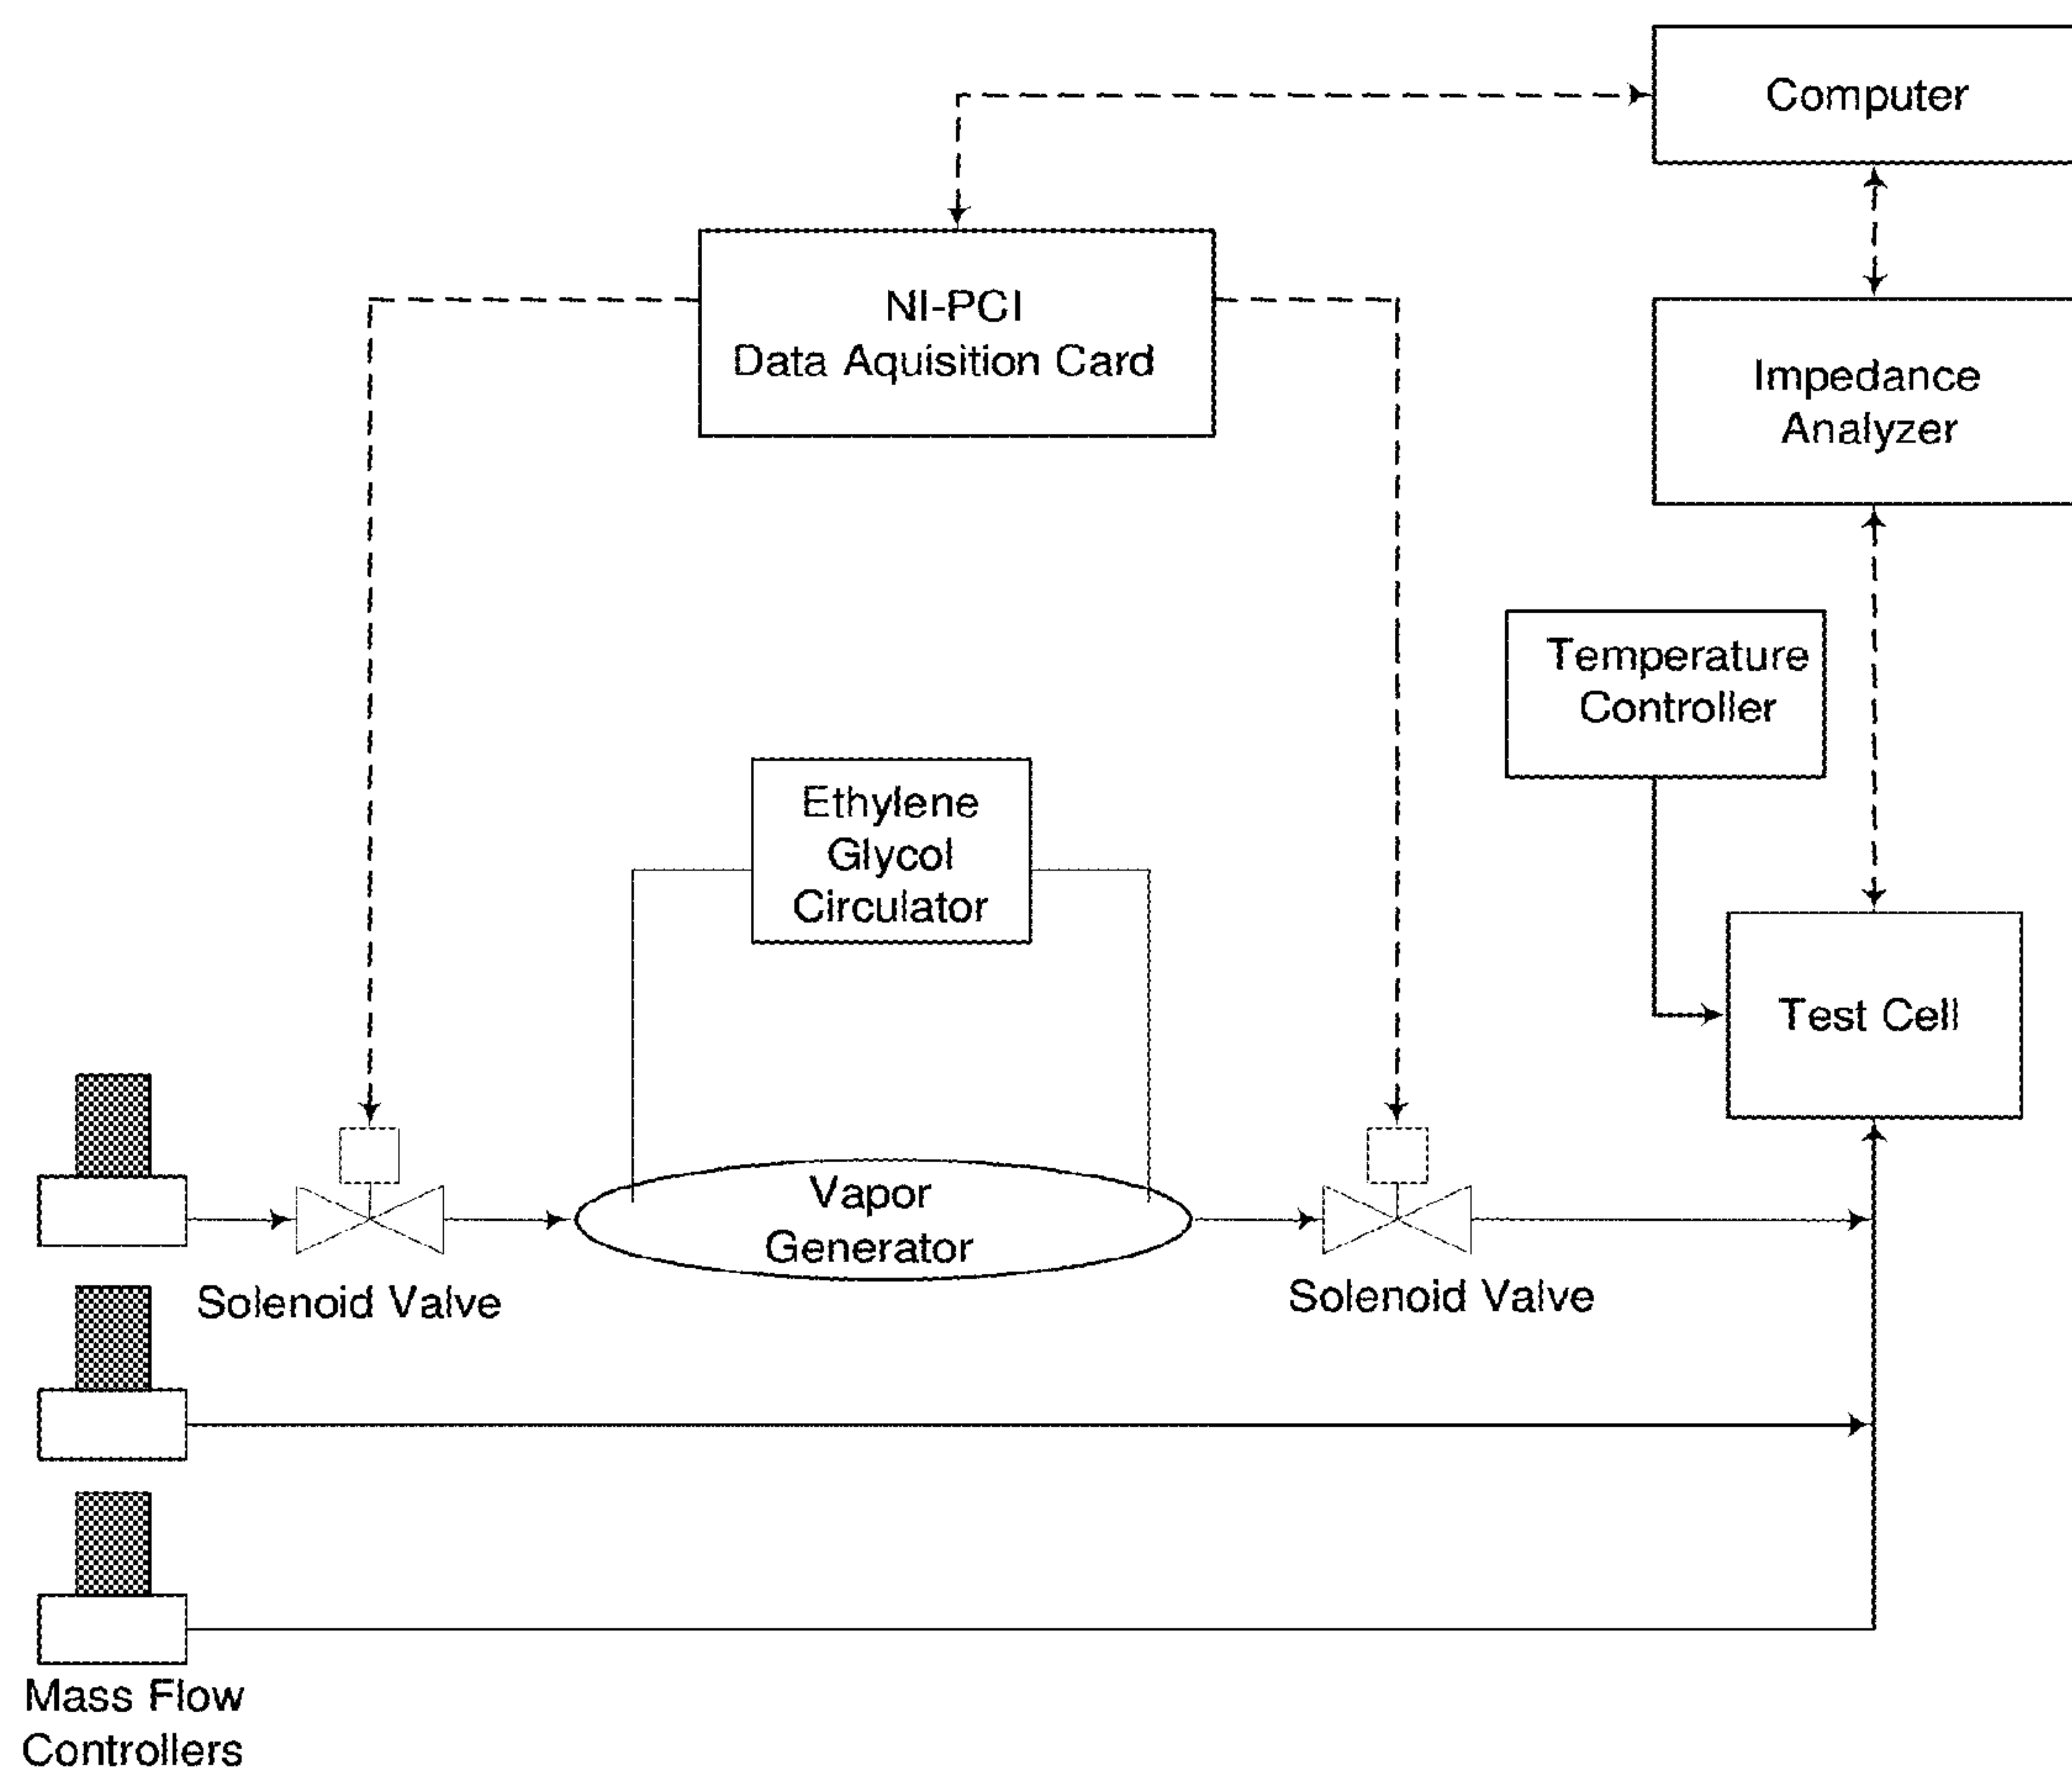 Computer
NI-PCI
Data Aquisition Card
Impedance
Analyzer
Temperature
Controller
Ethylene
Glycol
Circulator
Test Cell
Vapor
Generator
Solenoid Valve
Solenoid Valve
Mass Flow
Controllers